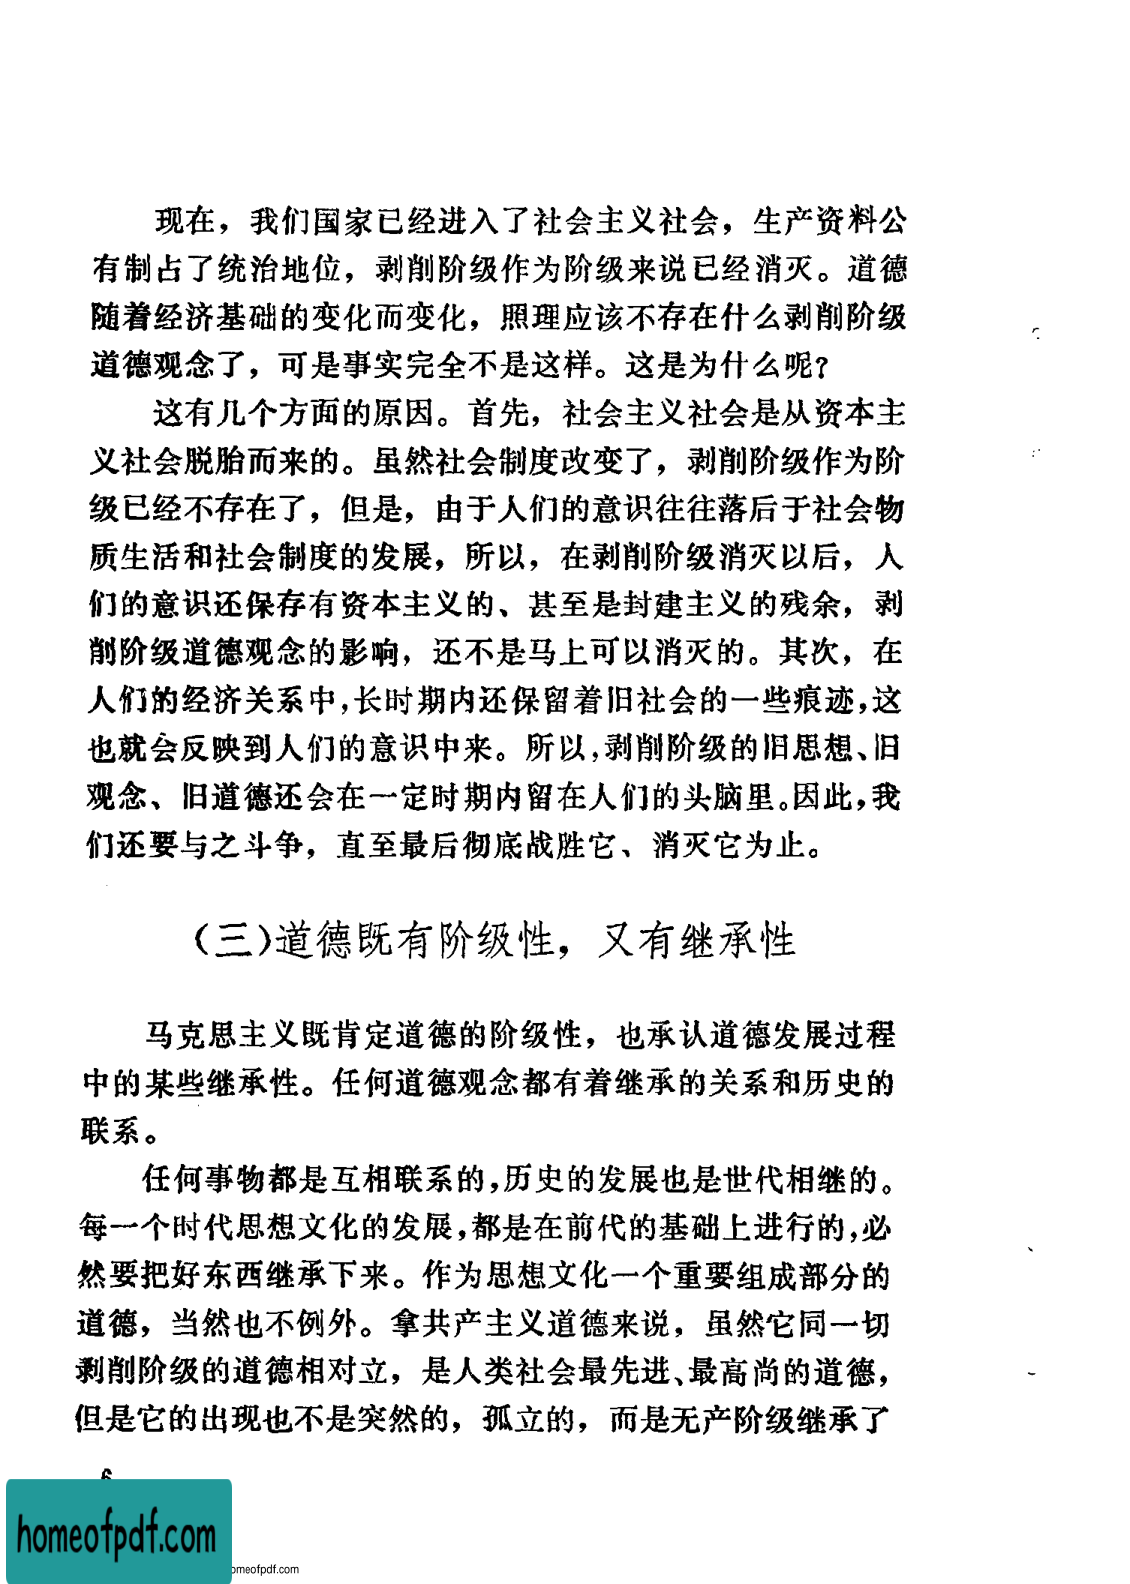 现在，我们国家已经进入了社会主义社会，生产资料公
有制占了统治地位，剥削阶级作为阶级来说已经消灭。道德
随着经济基础的变化而变化，照理应该不存在什么剥削阶级
道德观念了，可是事实完全不是这样。这是为什么呢？
这有几个方面的原因。首先，社会主义社会是从资本主
义社会脱胎而来的。虽然社会制度改变了，剥削阶级作为阶
级已经不存在了，但是，由于人们的意识往往落后于社会物
质生活和社会制度的发展，所以，在剥削阶级消灭以后，人
们的意识还保存有资本主义的、甚至是封建主义的残余，剥
削阶级道德观念的影响，还不是马上可以消灭的。其次，在
人们的经济关系中，长时期内还保留着旧社会的一些痕迹，这
也就会反映到人们的意识中来。所以，剥削阶级的旧思想、旧
观念、旧道德还会在一定时期内留在人们的头脑里。因此，我
们还要与之斗争，直至最后彻底战胜它、消灭它为止。
（三）道德既有阶级性，又有继承性
马克思主义既肯定道德的阶级性，也承认道德发展过程
中的某些继承性。任何道德观念都有着继承的关系和历史的
联系。
任何事物都是互相联系的，历史的发展也是世代相继的。
每一个时代思想文化的发展，都是在前代的基础上进行的，必
然要把好东西继承下来。作为思想文化一个重要组成部分的
道德，当然也不例外。拿共产主义道德来说，虽然它同一切
剥削阶级的道德相对立，是人类社会最先进、最高尚的道德，
但是它的出现也不是突然的，孤立的，而是无产阶级继承了
6
homeofpdf.com
omeofpdf.com